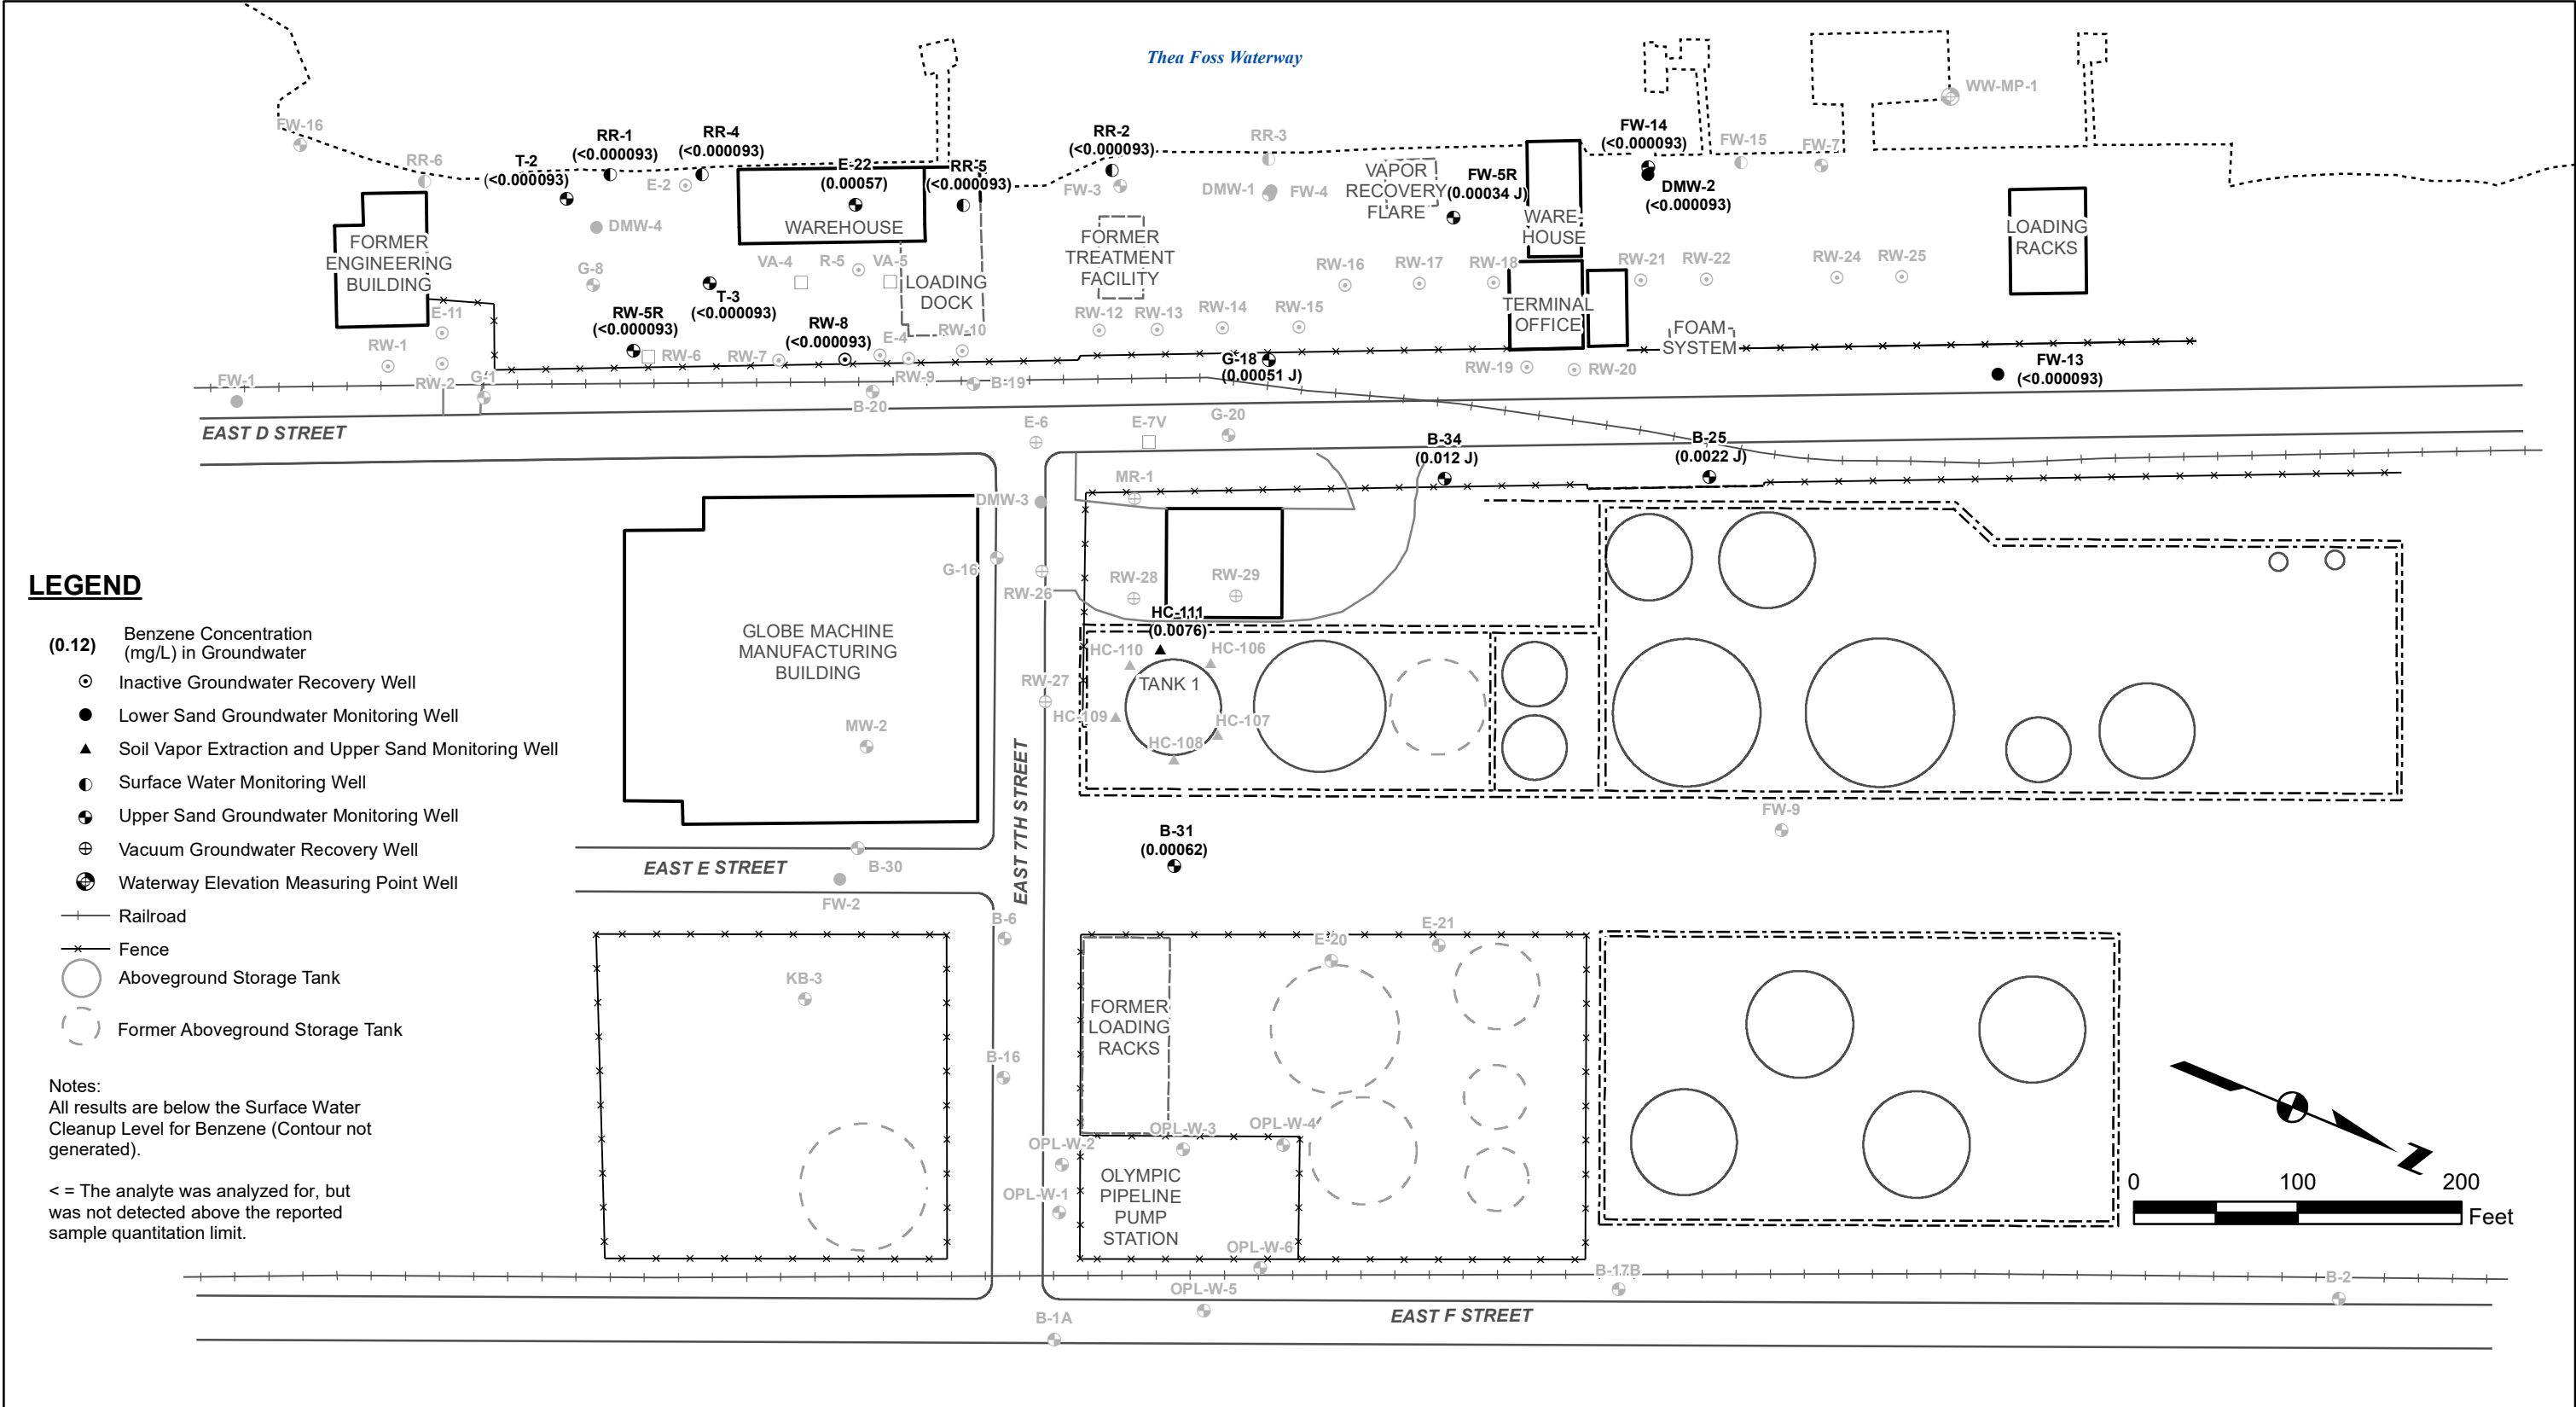 Thea Foss Waterway
WW-MP-1
FW-16
RR-1
(<0.000093)
RR-4
(<0.000093)
RR-2
(<0.000093)
RR-3
FW-14
(<0.000093)
FW-15
FW-7
RR-6
T-2
(<0.000093)
E-2
E-22
(0.00057)
WAREHOUSE
RR-5
(<0.000093)
FW-3
DMW-1
FW-4
VAPOR
RECOVERY
FLARE
FW-5R
(0.00034 J)
DMW-2
(<0.000093)
WARE-
HOUSE
LOADING
RACKS
FORMER
ENGINEERING
BUILDING
DMW-4
G-8
VA-4
R-5
VA-5
LOADING
DOCK
FORMER
TREATMENT
FACILITY
RW-16
RW-17
RW-18
RW-21
RW-22
RW-24
RW-25
T-3
(<0.000093)
RW-5R
(<0.000093)
RW-8
(<0.000093)
E-11
RW-1
RW-6
RW-7
E-4
RW-10
RW-12
RW-13
RW-14
RW-15
TERMINAL
OFFICE
FOAM
SYSTEM
FW-1
RW-2
G-1
RW-9
B-19
B-20
G-18
(0.00051 J)
RW-19
RW-20
FW-13
(<0.000093)
EAST D STREET
E-6
E-7V
G-20
B-34
(0.012 J)
B-25
(0.0022 J)
MR-1
DMW-3
G-16
RW-26
RW-28
RW-29
HC-111
(0.0076)
HC-110
HC-106
TANK 1
RW-27
HC-109
HC-107
HC-108
GLOBE MACHINE
MANUFACTURING
BUILDING
MW-2
EAST 7TH STREET
FW-9
B-31
(0.00062)
EAST E STREET
B-30
FW-2
B-6
E-20
E-21
KB-3
FORMER
LOADING
RACKS
B-16
OPL-W-2
OPL-W-3
OPL-W-4
OPL-W-1
OLYMPIC
PIPELINE
PUMP
STATION
OPL-W-6
OPL-W-5
B-1A
B-17B
B-2
EAST F STREET
LEGEND
(0.12) Benzene Concentration
(mg/L) in Groundwater
Inactive Groundwater Recovery Well
Lower Sand Groundwater Monitoring Well
Soil Vapor Extraction and Upper Sand Monitoring Well
Surface Water Monitoring Well
Upper Sand Groundwater Monitoring Well
Vacuum Groundwater Recovery Well
Waterway Elevation Measuring Point Well
Railroad
Fence
Aboveground Storage Tank
Former Aboveground Storage Tank
Notes:
All results are below the Surface Water
Cleanup Level for Benzene (Contour not
generated).
< = The analyte was analyzed for, but
was not detected above the reported
sample quantitation limit.
N
0 100 200
Feet